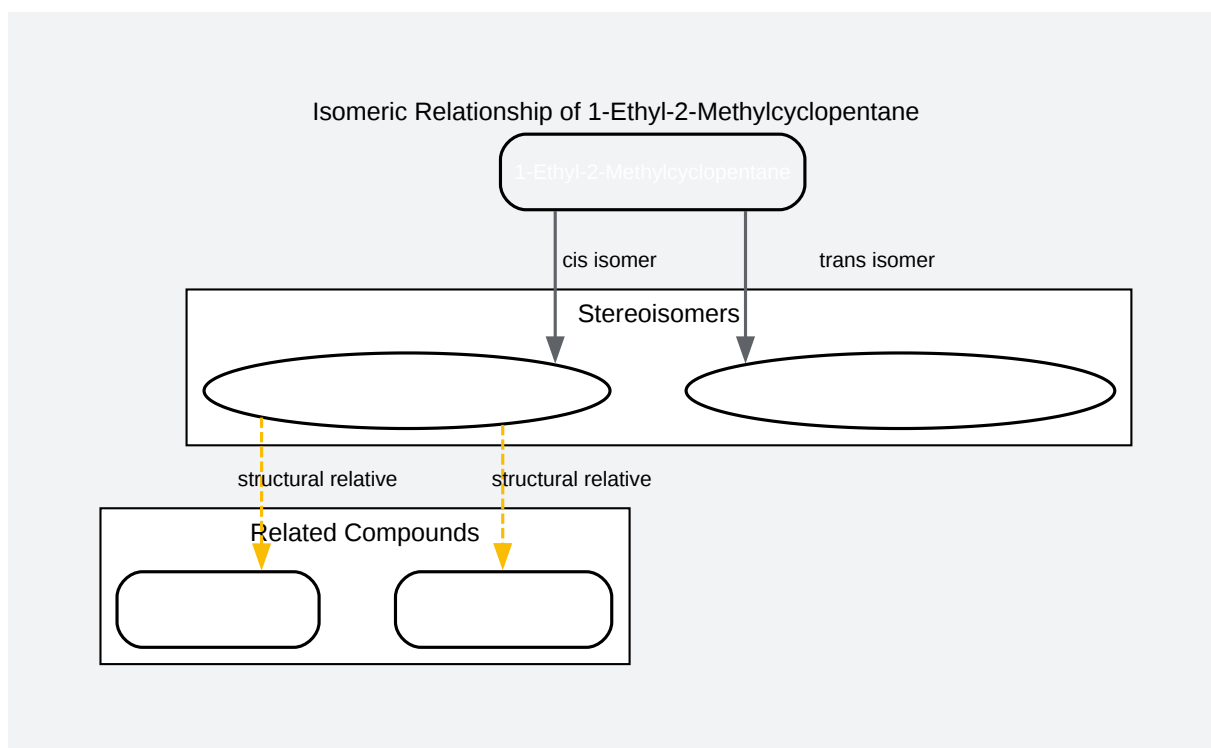 Isomeric Relationship of 1-Ethyl-2-Methylcyclopentane
1-Ethyl-2-Methylcyclopentane
cis isomer
trans isomer
Stereoisomers
structural relative
structural relative
Related Compounds